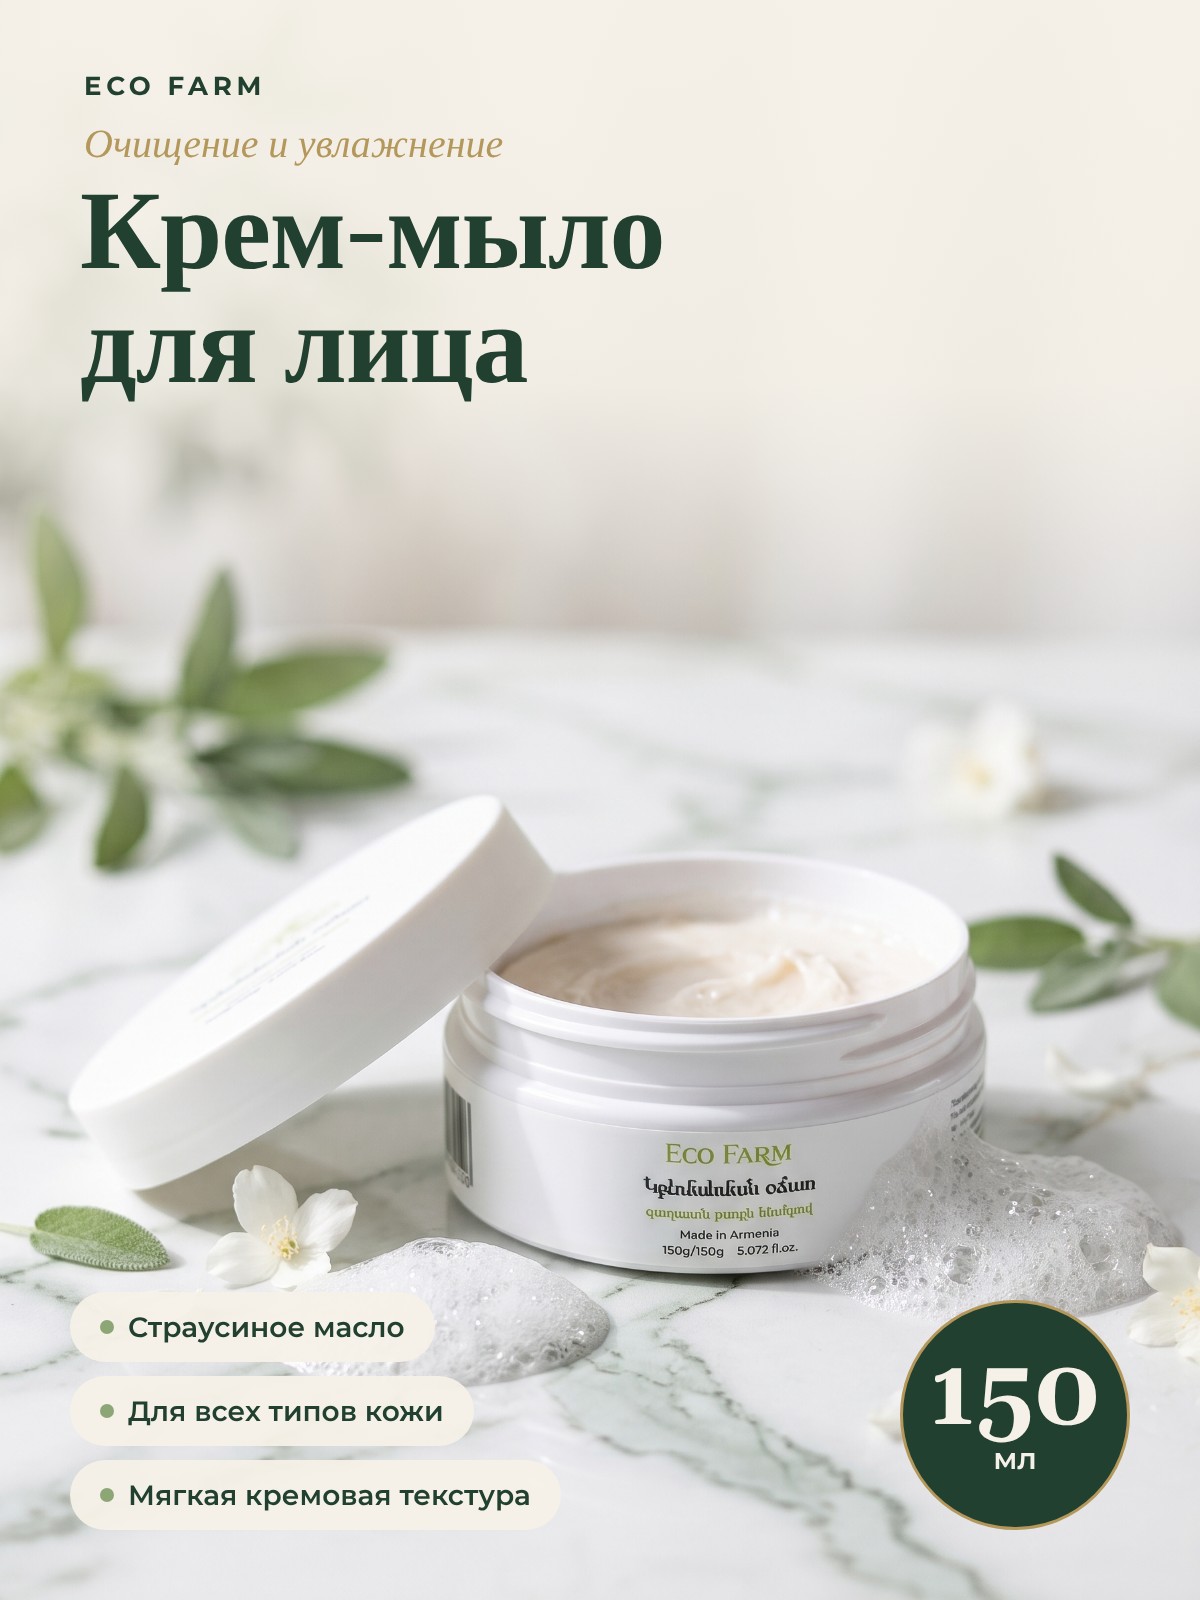 ECO FARM
Очищение и увлажнение
Крем-мыло
для лица
ECO FARM
օճառ
Made in Armenia
150g/150g 5.072 fl.oz.
Страусиное масло
Для всех типов кожи
Мягкая кремовая текстура
150
МЛ